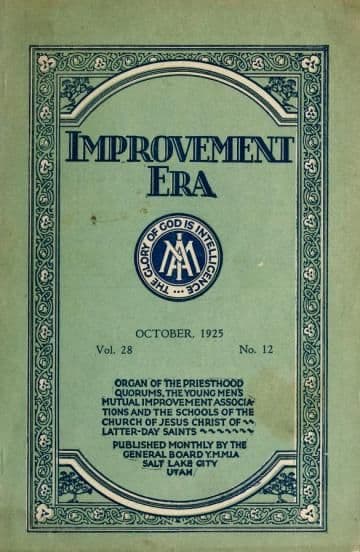 IMPROVEMENT
ERA
THE GLORY OF GOD IS INTELLIGENCE
MIA
OCTOBER, 1925
Vol. 28 No. 12
ORGAN OF THE PRIESTHOOD
QUORUMS, THE YOUNG MEN'S
MUTUAL IMPROVEMENT ASSOCIA-
TIONS AND THE SCHOOLS OF THE
CHURCH OF JESUS CHRIST OF
LATTER-DAY SAINTS
PUBLISHED MONTHLY BY THE
GENERAL BOARD Y.M.M.I.A
SALT LAKE CITY
UTAH